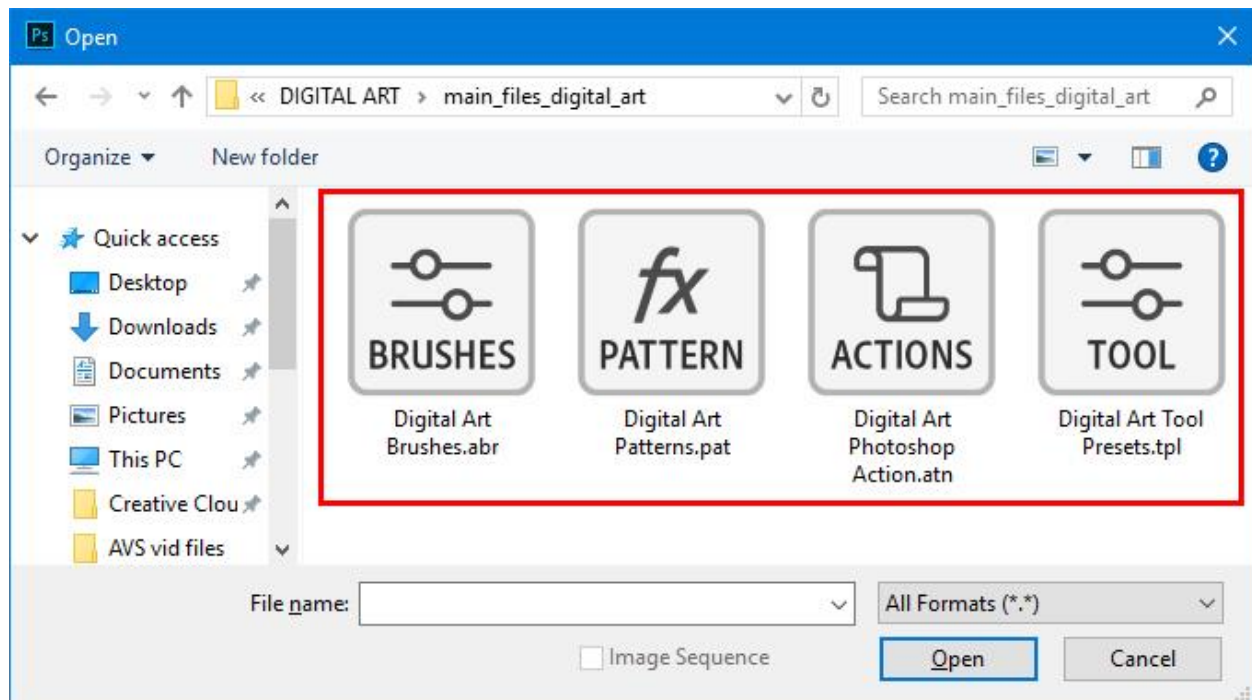 Ps Open
« DIGITAL ART › main_files_digital_art
Search main_files_digital_art
Organize
New folder
?
Quick access
Desktop
Downloads
Documents
Pictures
This PC
Creative Clou
AVS vid files
BRUSHES
Digital Art
Brushes.abr
fx
PATTERN
Digital Art
Patterns.pat
ACTIONS
Digital Art
Photoshop
Action.atn
TOOL
Digital Art Tool
Presets.tpl
File name:
All Formats (*.*)
Image Sequence
Open
Cancel